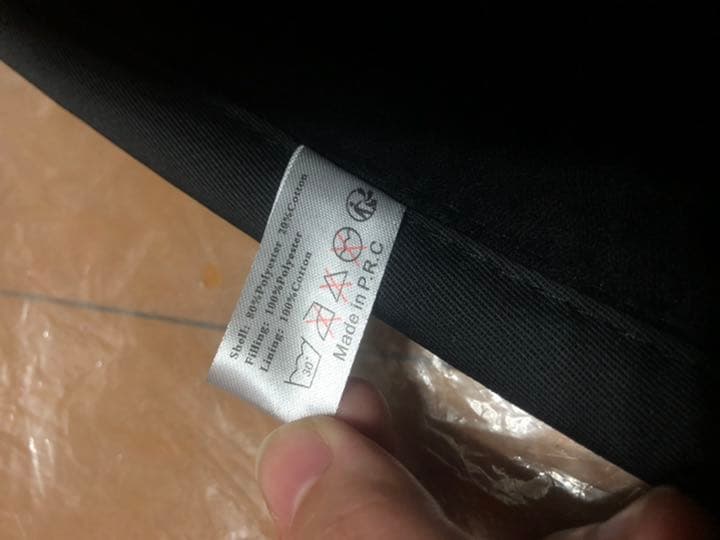 Shell: 80%Polyester 20%Cotton
Filling: 100%Polyester
Lining: 100%Cotton
30°
Made in P.R.C